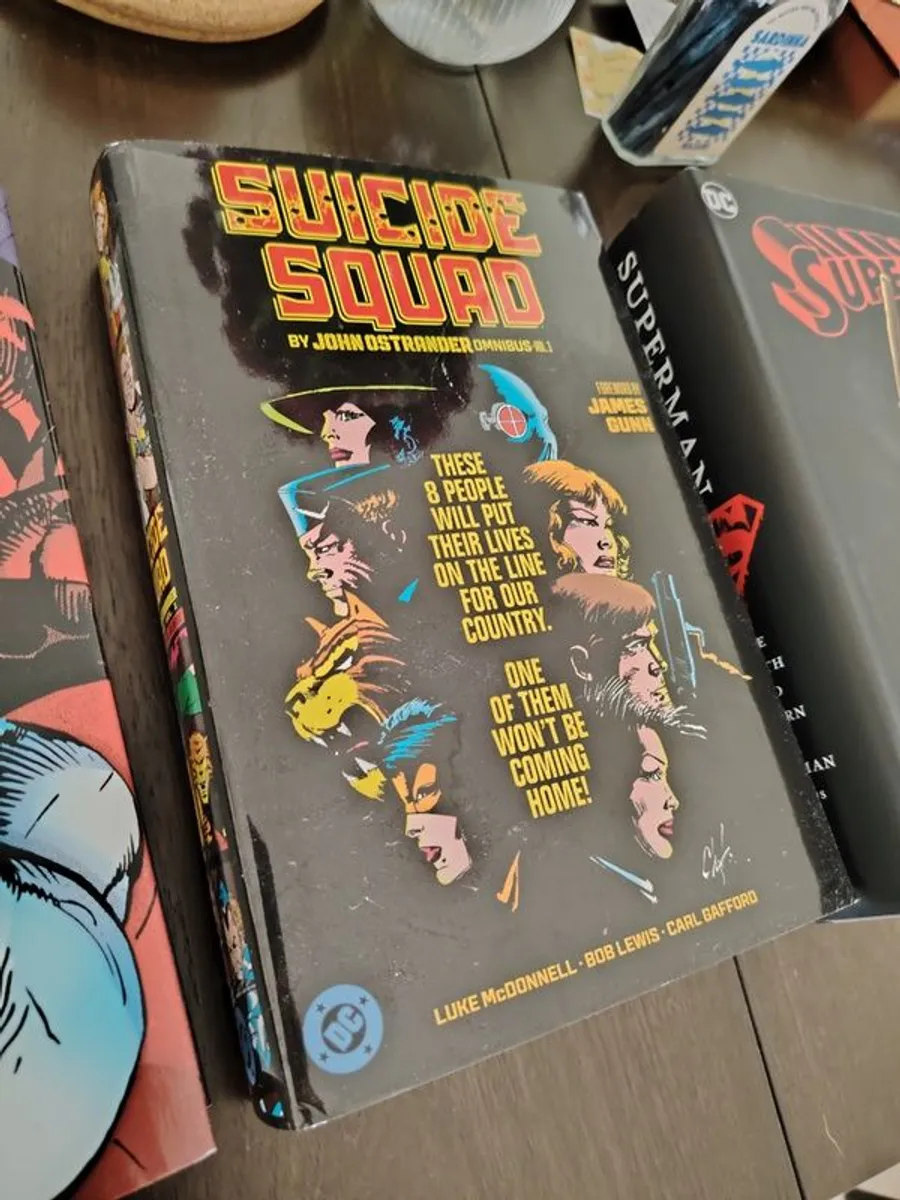 SUICIDE
SQUAD
BY JOHN OSTRANDER OMNIBUS VOL.1
FOREWORD BY
JAMES
GUNN
THESE
8 PEOPLE
WILL PUT
THEIR LIVES
ON THE LINE
FOR OUR
COUNTRY.
ONE
OF THEM
WON'T BE
COMING
HOME!
LUKE McDONNELL · BOB LEWIS · CARL GAFFORD
DC
SARDINHA
DC
SUPERMAN